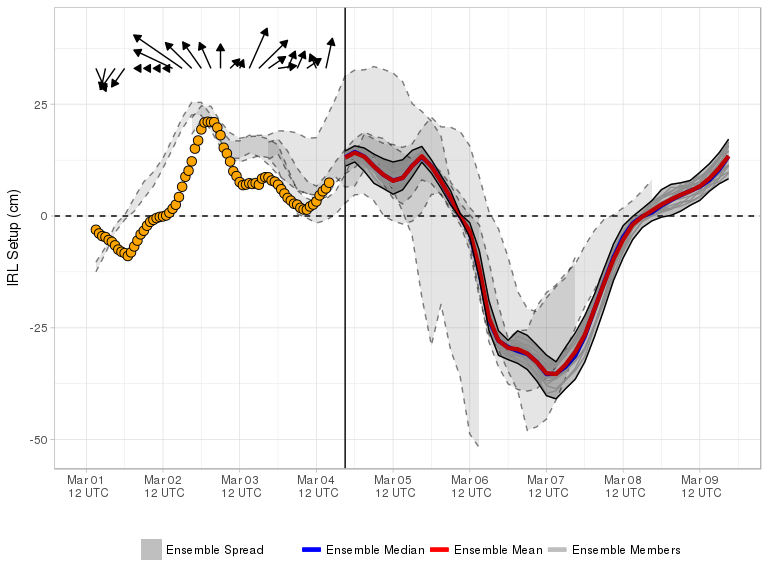 IRL Setup (cm)
25
0
-25
-50
Mar 01 Mar 02 Mar 03 Mar 04 Mar 05 Mar 06 Mar 07 Mar 08 Mar 09
12 UTC 12 UTC 12 UTC 12 UTC 12 UTC 12 UTC 12 UTC 12 UTC 12 UTC
Ensemble Spread Ensemble Median Ensemble Mean Ensemble Members